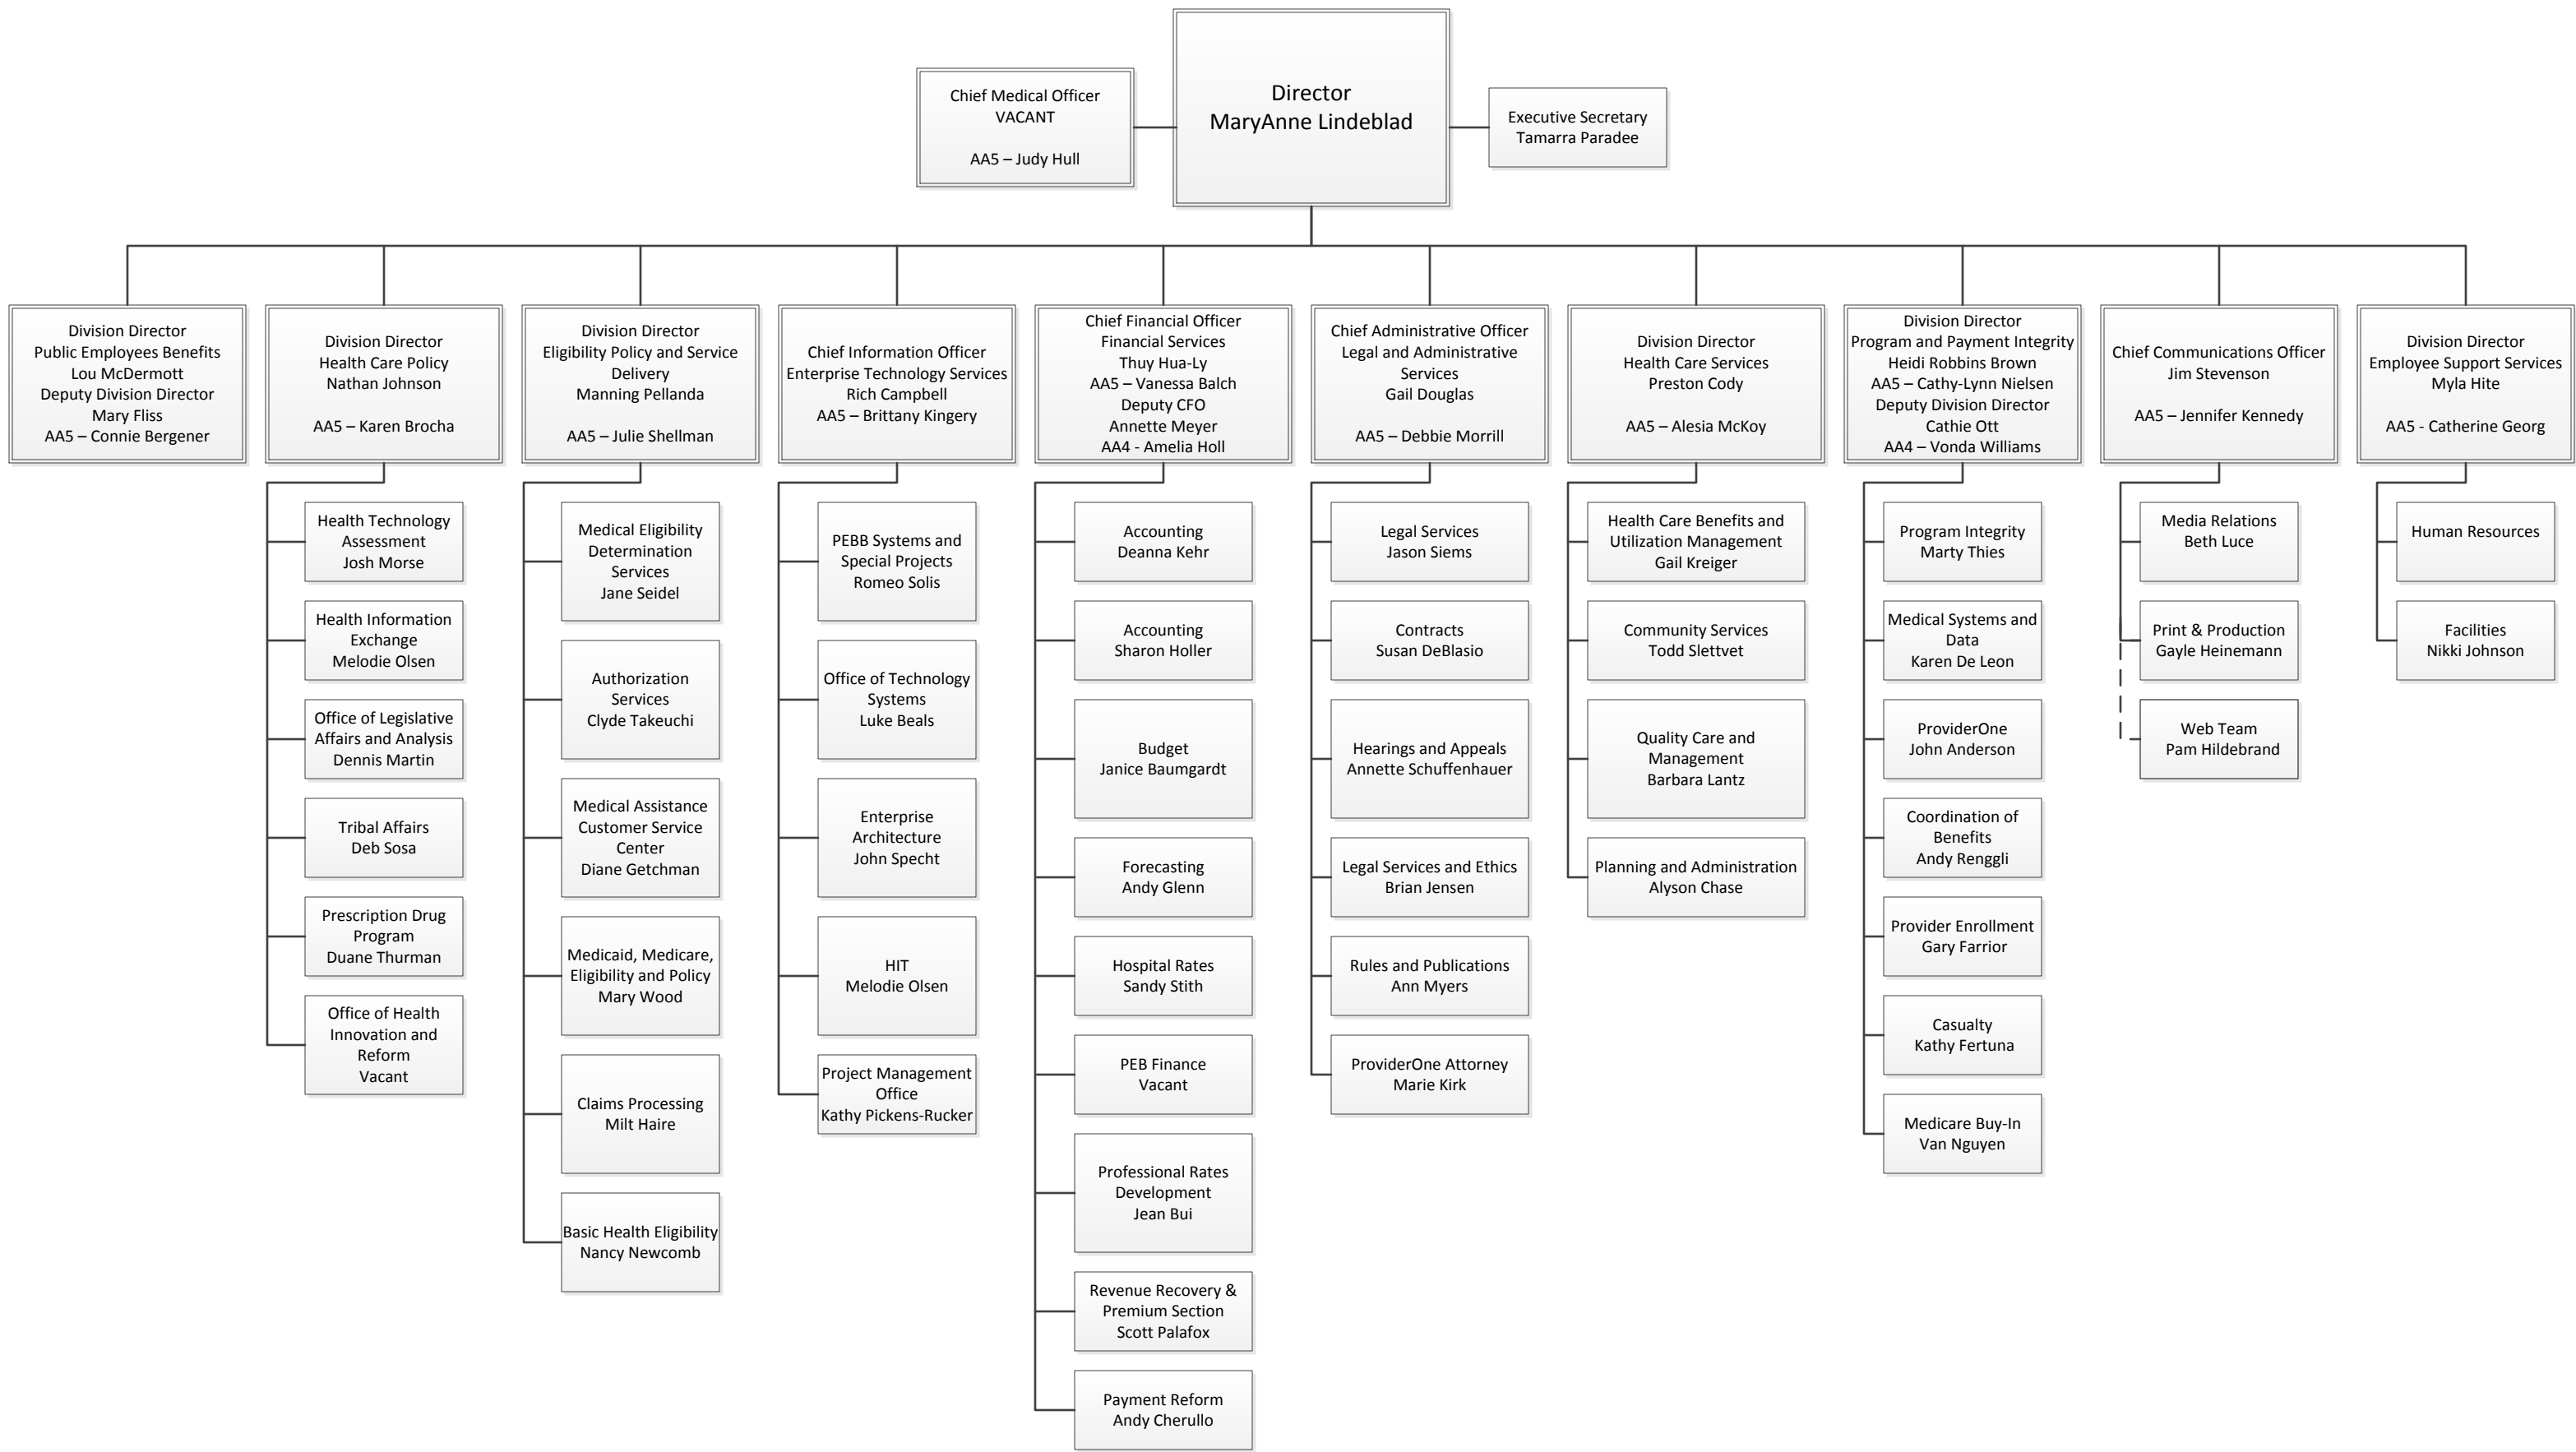 Chief Medical Officer
VACANT
AA5 – Judy Hull
Director
MaryAnne Lindeblad
Executive Secretary
Tamarra Paradee
Division Director
Public Employees Benefits
Lou McDermott
Deputy Division Director
Mary Fliss
AA5 – Connie Bergener
Division Director
Health Care Policy
Nathan Johnson
AA5 – Karen Brocha
Division Director
Eligibility Policy and Service
Delivery
Manning Pellanda
AA5 – Julie Shellman
Chief Information Officer
Enterprise Technology Services
Rich Campbell
AA5 – Brittany Kingery
Chief Financial Officer
Financial Services
Thuy Hua-Ly
AA5 – Vanessa Balch
Deputy CFO
Annette Meyer
AA4 - Amelia Holl
Chief Administrative Officer
Legal and Administrative
Services
Gail Douglas
AA5 – Debbie Morrill
Division Director
Health Care Services
Preston Cody
AA5 – Alesia McKoy
Division Director
Program and Payment Integrity
Heidi Robbins Brown
AA5 – Cathy-Lynn Nielsen
Deputy Division Director
Cathie Ott
AA4 – Vonda Williams
Chief Communications Officer
Jim Stevenson
AA5 – Jennifer Kennedy
Division Director
Employee Support Services
Myla Hite
AA5 - Catherine Georg
Health Technology
Assessment
Josh Morse
Health Information
Exchange
Melodie Olsen
Office of Legislative
Affairs and Analysis
Dennis Martin
Tribal Affairs
Deb Sosa
Prescription Drug
Program
Duane Thurman
Office of Health
Innovation and
Reform
Vacant
Medical Eligibility
Determination
Services
Jane Seidel
Authorization
Services
Clyde Takeuchi
Medical Assistance
Customer Service
Center
Diane Getchman
Medicaid, Medicare,
Eligibility and Policy
Mary Wood
Claims Processing
Milt Haire
Basic Health Eligibility
Nancy Newcomb
PEBB Systems and
Special Projects
Romeo Solis
Office of Technology
Systems
Luke Beals
Enterprise
Architecture
John Specht
HIT
Melodie Olsen
Project Management
Office
Kathy Pickens-Rucker
Accounting
Deanna Kehr
Accounting
Sharon Holler
Budget
Janice Baumgardt
Forecasting
Andy Glenn
Hospital Rates
Sandy Stith
PEB Finance
Vacant
Professional Rates
Development
Jean Bui
Revenue Recovery &
Premium Section
Scott Palafox
Payment Reform
Andy Cherullo
Legal Services
Jason Siems
Contracts
Susan DeBlasio
Hearings and Appeals
Annette Schuffenhauer
Legal Services and Ethics
Brian Jensen
Rules and Publications
Ann Myers
ProviderOne Attorney
Marie Kirk
Health Care Benefits and
Utilization Management
Gail Kreiger
Community Services
Todd Slettvet
Quality Care and
Management
Barbara Lantz
Planning and Administration
Alyson Chase
Program Integrity
Marty Thies
Medical Systems and
Data
Karen De Leon
ProviderOne
John Anderson
Coordination of
Benefits
Andy Renggli
Provider Enrollment
Gary Farrior
Casualty
Kathy Fertuna
Medicare Buy-In
Van Nguyen
Media Relations
Beth Luce
Print & Production
Gayle Heinemann
Web Team
Pam Hildebrand
Human Resources
Facilities
Nikki Johnson